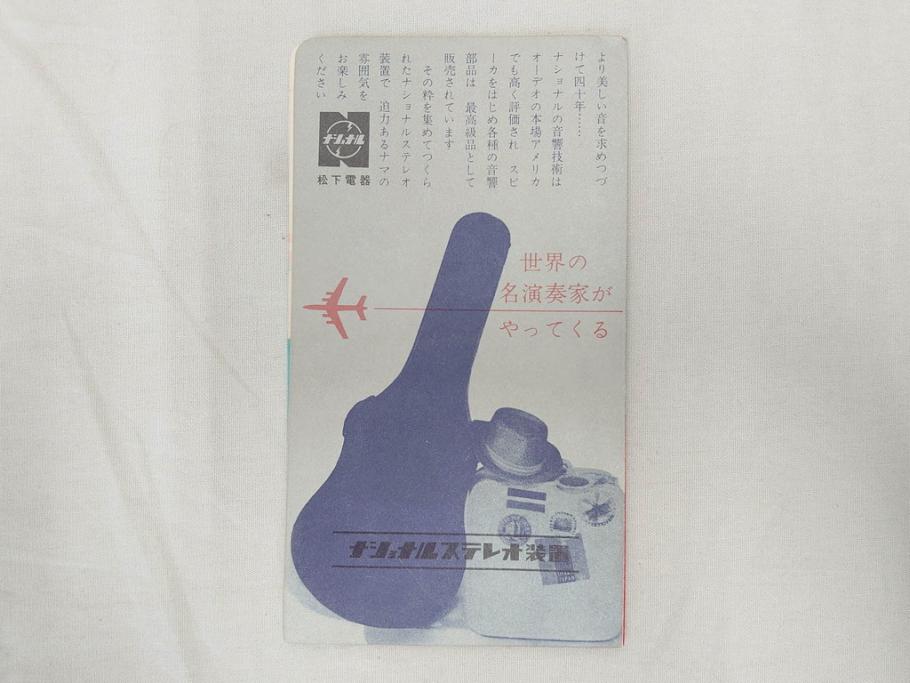 より美しい音を求めつづ
けて四十年……
ナショナルの音響技術は
オーデオの本場アメリカ
でも高く評価され　スピ
ーカをはじめ各種の音響
部品は　最高級品として
販売されています
その粋を集めてつくら
れたナショナルステレオ
装置で　迫力あるナマの
雰囲気を
お楽しみ
ください
ナショナル
松下電器
世界の
名演奏家が
やってくる
ナショナルステレオ装置